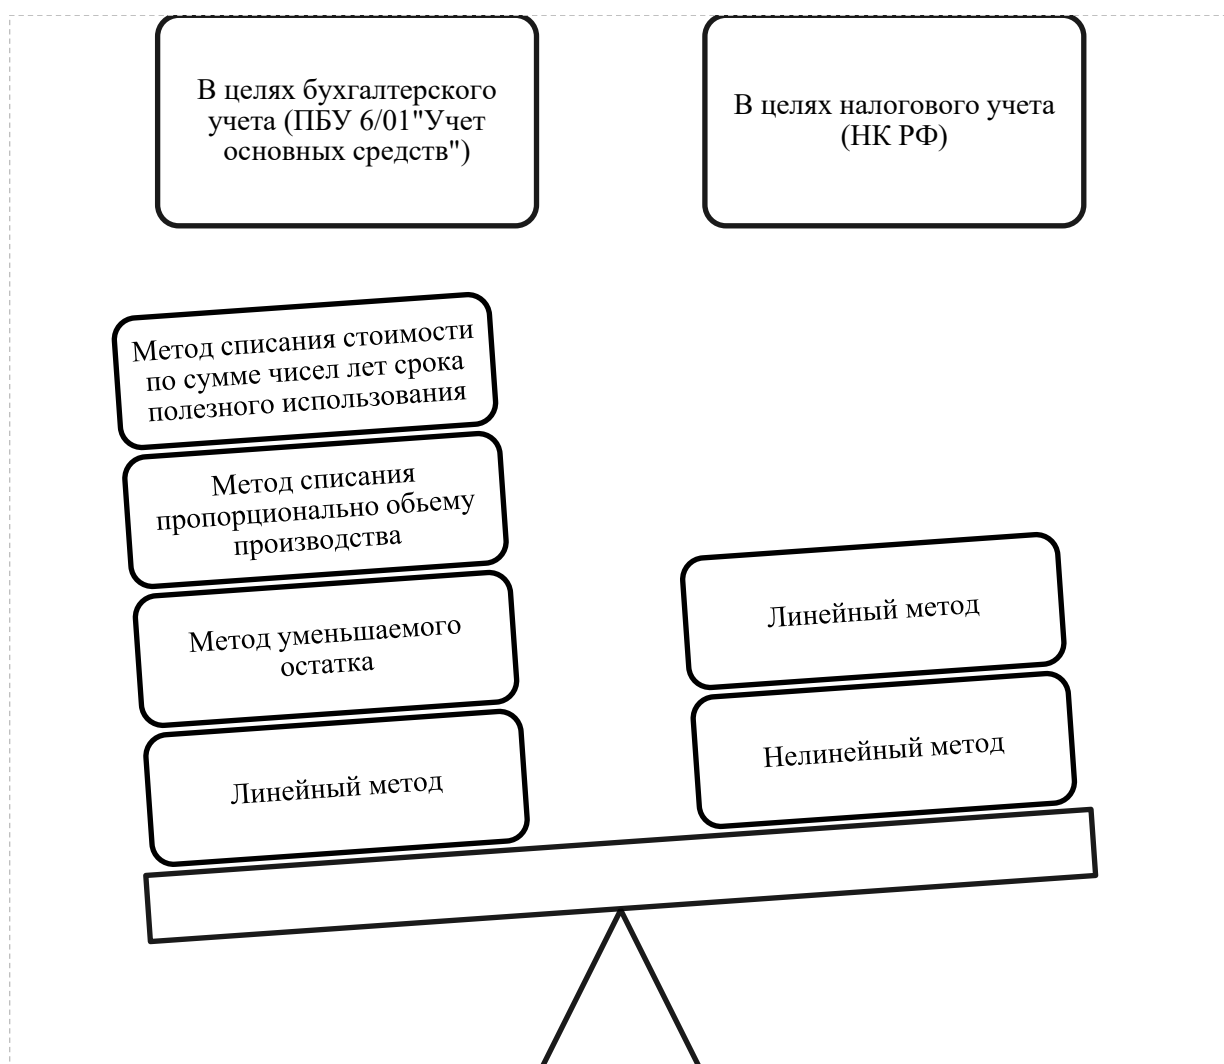 В целях бухгалтерского
учета (ПБУ 6/01"Учет
основных средств")
В целях налогового учета
(НК РФ)
Метод списания стоимости
по сумме чисел лет срока
полезного использования
Метод списания
пропорционально обьему
производства
Метод уменьшаемого
остатка
Линейный метод
Линейный метод
Нелинейный метод